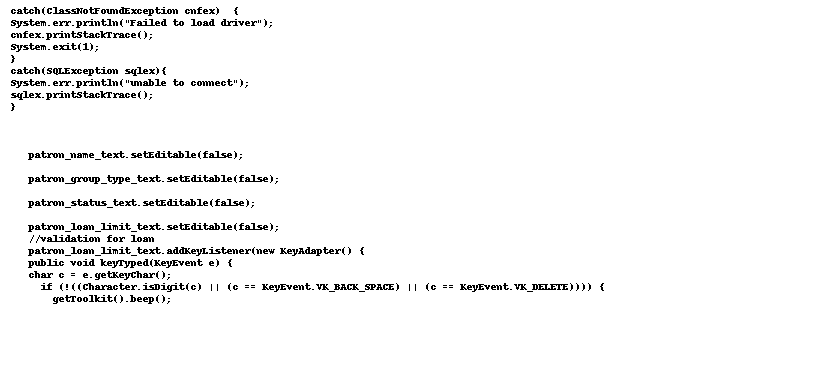 catch(ClassNotFoundException cnfex)  {
System.err.println("Failed to load driver");
cnfex.printStackTrace();
System.exit(1);
}
catch(SQLException sqlex){
System.err.println("unable to connect");
sqlex.printStackTrace();
}
patron_name_text.setEditable(false);
patron_group_type_text.setEditable(false);
patron_status_text.setEditable(false);
patron_loan_limit_text.setEditable(false);
//validation for loan
patron_loan_limit_text.addKeyListener(new KeyAdapter() {
public void keyTyped(KeyEvent e) {
char c = e.getKeyChar();
if (!((Character.isDigit(c) || (c == KeyEvent.VK_BACK_SPACE) || (c == KeyEvent.VK_DELETE)))) {
getToolkit().beep();